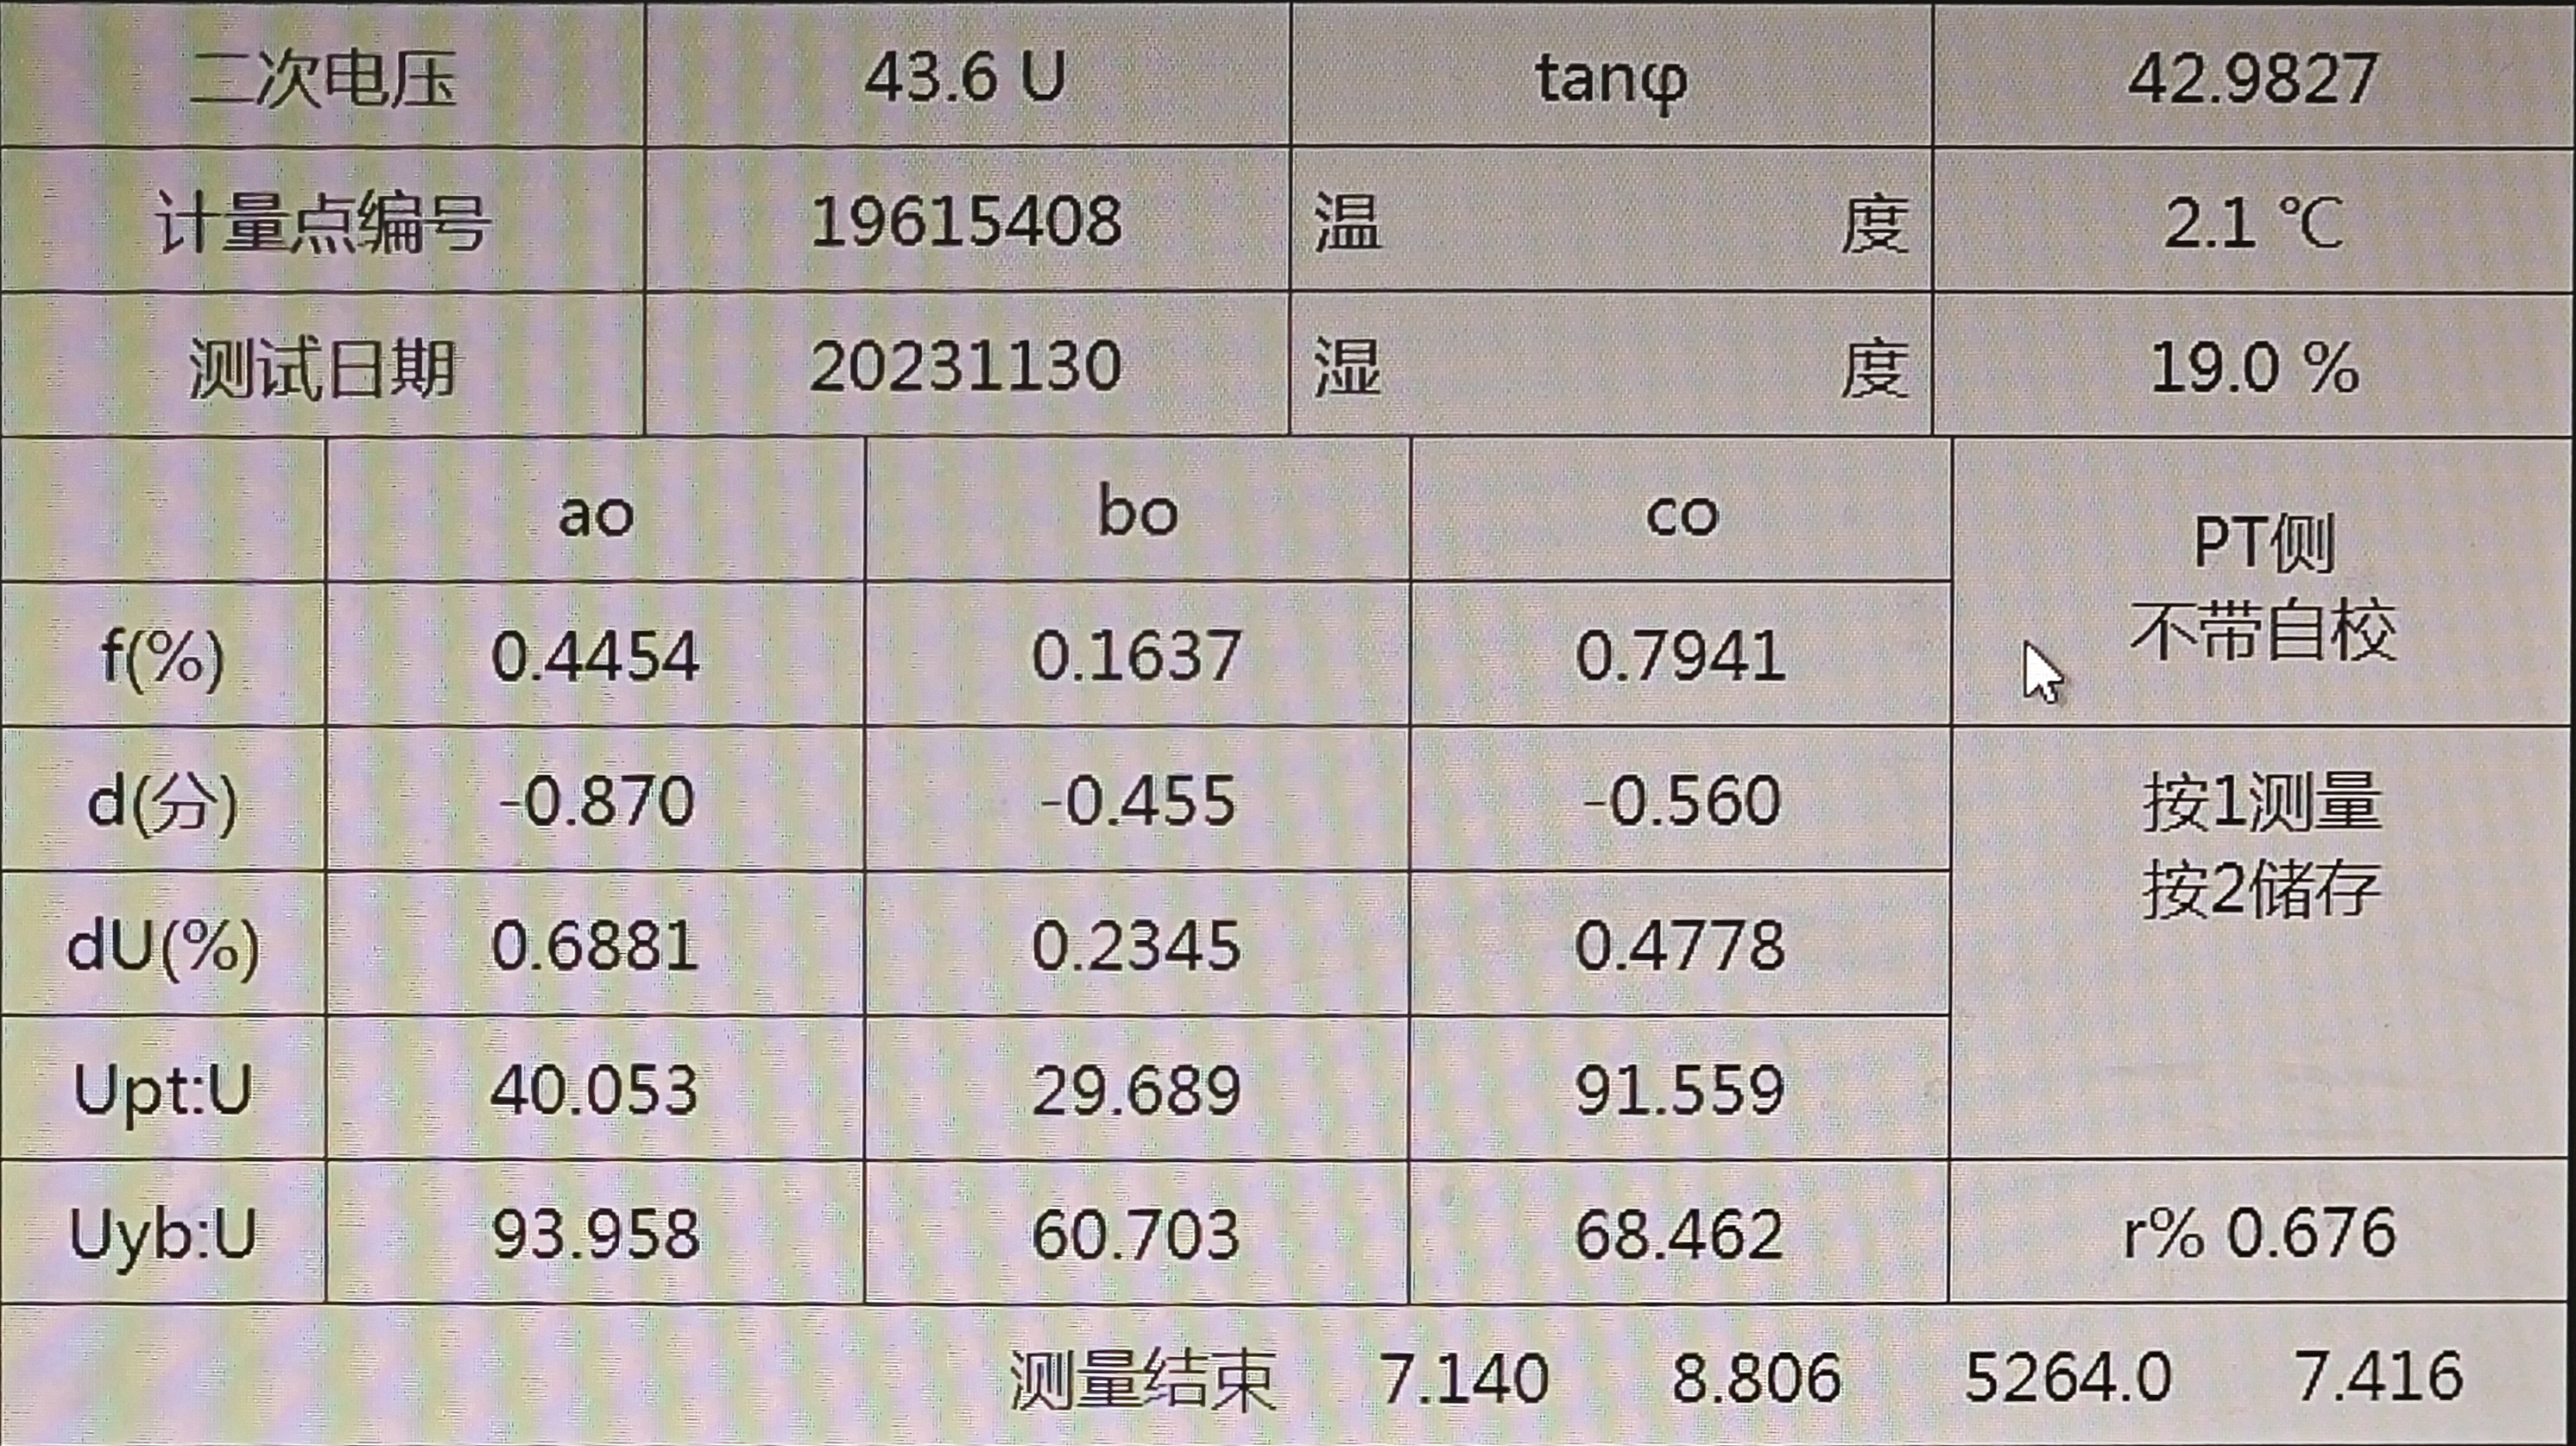 二次电压 43.6 U tanφ 42.9827
计量点编号 19615408 温 度 2.1 ℃
测试日期 20231130 湿 度 19.0 %
ao bo co
PT侧
不带自校
f(%) 0.4454 0.1637 0.7941
d(分) -0.870 -0.455 -0.560
按1测量
按2储存
dU(%) 0.6881 0.2345 0.4778
Upt:U 40.053 29.689 91.559
Uyb:U 93.958 60.703 68.462 r% 0.676
测量结束 7.140 8.806 5264.0 7.416